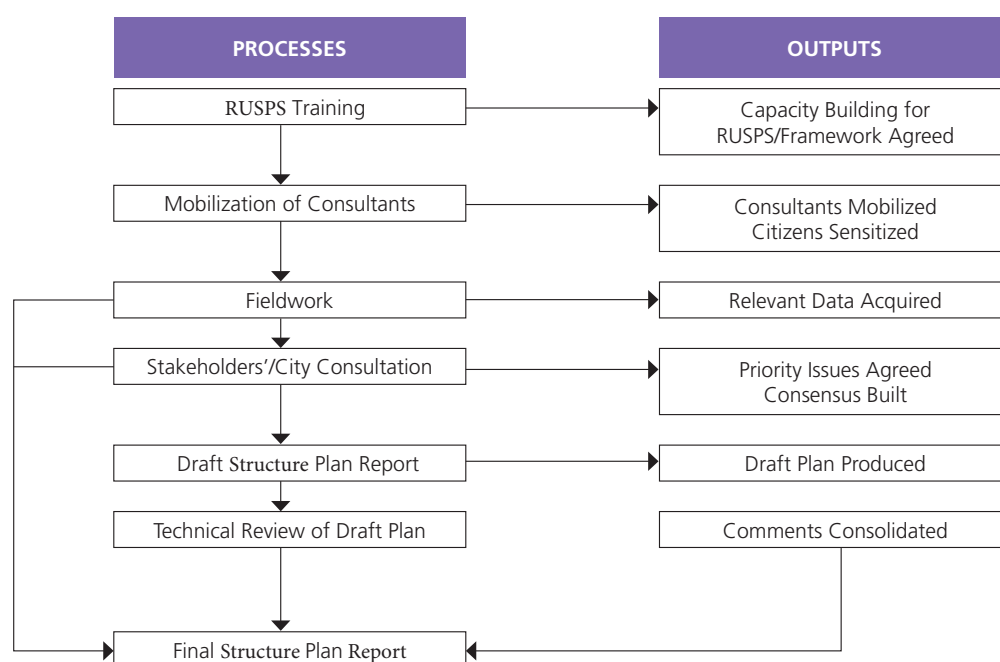 PROCESSES
OUTPUTS
RUSPS Training
Capacity Building for
RUSPS/Framework Agreed
Mobilization of Consultants
Consultants Mobilized
Citizens Sensitized
Fieldwork
Relevant Data Acquired
Stakeholders'/City Consultation
Priority Issues Agreed
Consensus Built
Draft Structure Plan Report
Draft Plan Produced
Technical Review of Draft Plan
Comments Consolidated
Final Structure Plan Report